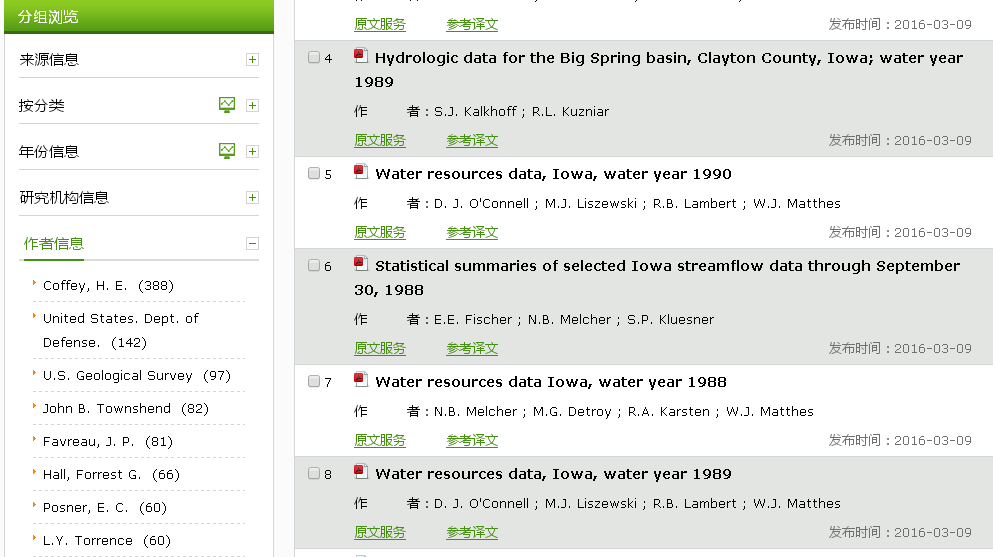 分组浏览
来源信息
按分类
年份信息
研究机构信息
作者信息
Coffey, H. E. (388)
United States. Dept. of
Defense. (142)
U.S. Geological Survey (97)
John B. Townshend (82)
Favreau, J. P. (81)
Hall, Forrest G. (66)
Posner, E. C. (60)
L.Y. Torrence (60)
原文服务 参考译文 发布时间：2016-03-09
4 Hydrologic data for the Big Spring basin, Clayton County, Iowa; water year
1989
作 者：S.J. Kalkhoff ; R.L. Kuzniar
原文服务 参考译文 发布时间：2016-03-09
5 Water resources data, Iowa, water year 1990
作 者：D. J. O'Connell ; M.J. Liszewski ; R.B. Lambert ; W.J. Matthes
原文服务 参考译文 发布时间：2016-03-09
6 Statistical summaries of selected Iowa streamflow data through September
30, 1988
作 者：E.E. Fischer ; N.B. Melcher ; S.P. Kluesner
原文服务 参考译文 发布时间：2016-03-09
7 Water resources data Iowa, water year 1988
作 者：N.B. Melcher ; M.G. Detroy ; R.A. Karsten ; W.J. Matthes
原文服务 参考译文 发布时间：2016-03-09
8 Water resources data, Iowa, water year 1989
作 者：D. J. O'Connell ; M.J. Liszewski ; R.B. Lambert ; W.J. Matthes
原文服务 参考译文 发布时间：2016-03-09